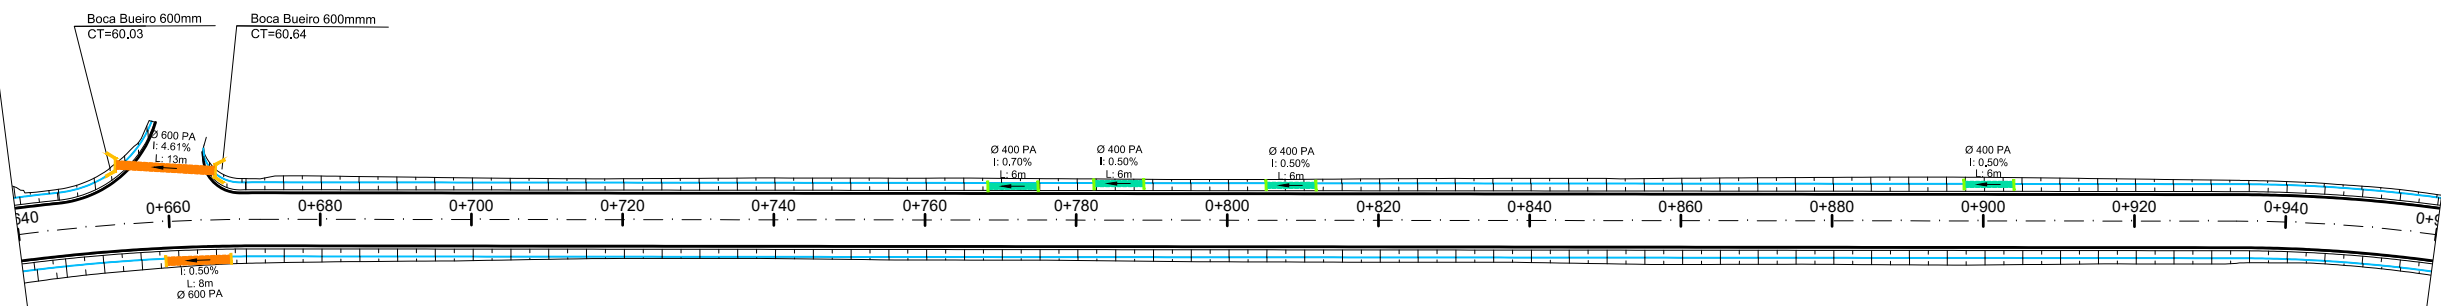 Boca Bueiro 600mm
CT=60.03
Boca Bueiro 600mmm
CT=60.64
Ø 600 PA
I: 4.61%
L: 13m
Ø 400 PA
I: 0.70%
L: 6m
Ø 400 PA
I: 0.50%
L: 6m
Ø 400 PA
I: 0.50%
L: 6m
Ø 400 PA
I: 0.50%
L: 6m
640
0+660
0+680
0+700
0+720
0+740
0+760
0+780
0+800
0+820
0+840
0+860
0+880
0+900
0+920
0+940
I: 0.50%
L: 8m
Ø 600 PA